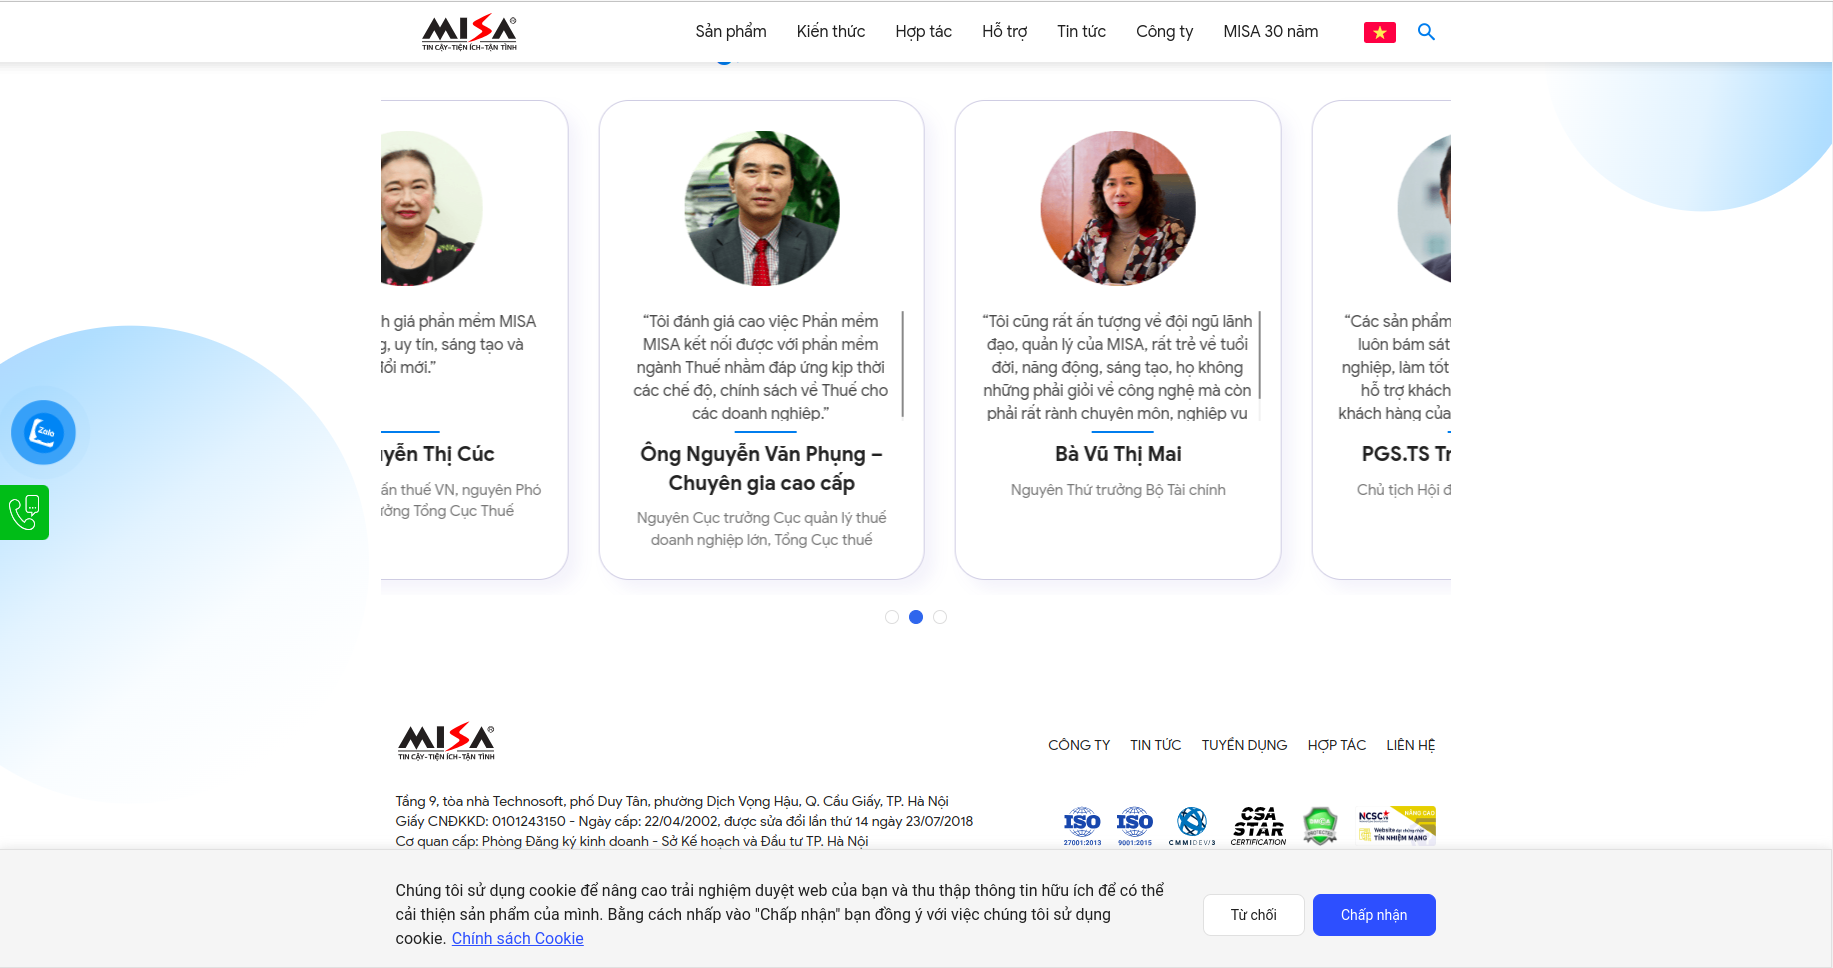 MISA
TIN CẬY-TIỆN ÍCH-TẬN TÌNH
Sản phẩm
Kiến thức
Hợp tác
Hỗ trợ
Tin tức
Công ty
MISA 30 năm
h giá phần mềm MISA
g, uy tín, sáng tạo và
đổi mới.”
yễn Thị Cúc
ấn thuế VN, nguyên Phó
ưởng Tổng Cục Thuế
“Tôi đánh giá cao việc Phần mềm
MISA kết nối được với phần mềm
ngành Thuế nhằm đáp ứng kịp thời
các chế độ, chính sách về Thuế cho
các doanh nghiệp.”
Ông Nguyễn Văn Phụng –
Chuyên gia cao cấp
Nguyên Cục trưởng Cục quản lý thuế
doanh nghiệp lớn, Tổng Cục thuế
“Tôi cũng rất ấn tượng về đội ngũ lãnh
đạo, quản lý của MISA, rất trẻ về tuổi
đời, năng động, sáng tạo, họ không
những phải giỏi về công nghệ mà còn
phải rất rành chuyên môn, nghiệp vụ
Bà Vũ Thị Mai
Nguyên Thứ trưởng Bộ Tài chính
“Các sản phẩm
luôn bám sát
nghiệp, làm tốt
hỗ trợ khách
khách hàng của
PGS.TS Tr
Chủ tịch Hội đ
Zalo
MISA
TIN CẬY-TIỆN ÍCH-TẬN TÌNH
CÔNG TY
TIN TỨC
TUYỂN DỤNG
HỢP TÁC
LIÊN HỆ
Tầng 9, tòa nhà Technosoft, phố Duy Tân, phường Dịch Vọng Hậu, Q. Cầu Giấy, TP. Hà Nội
Giấy CNĐKKD: 0101243150 - Ngày cấp: 22/04/2002, được sửa đổi lần thứ 14 ngày 23/07/2018
Cơ quan cấp: Phòng Đăng ký kinh doanh - Sở Kế hoạch và Đầu tư TP. Hà Nội
ISO
27001:2013
ISO
9001:2015
CMMIDEV/3
CSA
STAR
CERTIFICATION
DMCA
PROTECTED
NCSC
NÂNG CAO
Website đạt chứng nhận
TÍN NHIỆM MẠNG
Chúng tôi sử dụng cookie để nâng cao trải nghiệm duyệt web của bạn và thu thập thông tin hữu ích để có thể
cải thiện sản phẩm của mình. Bằng cách nhấp vào "Chấp nhận" bạn đồng ý với việc chúng tôi sử dụng
cookie. Chính sách Cookie
Từ chối
Chấp nhận